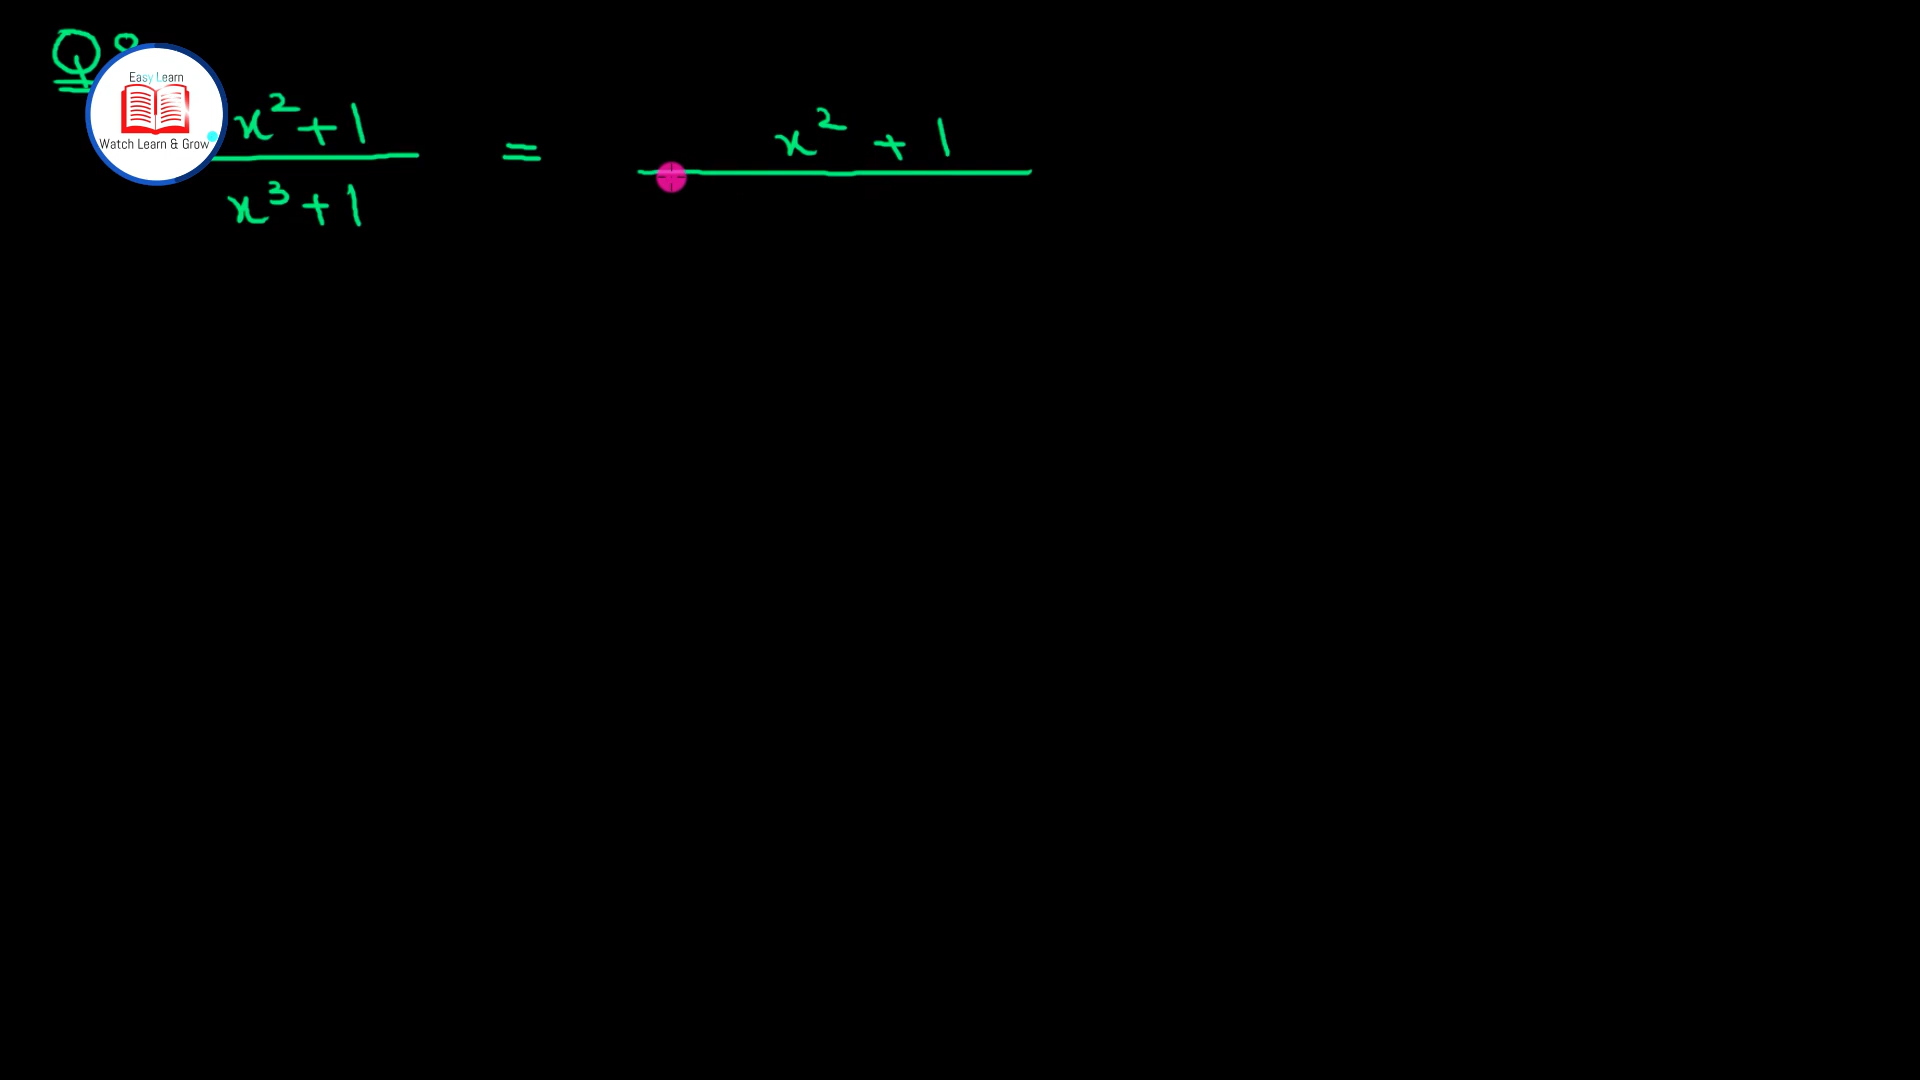 Q
Easy Learn
Watch Learn & Grow
x²+1 / x³+1 = x² + 1